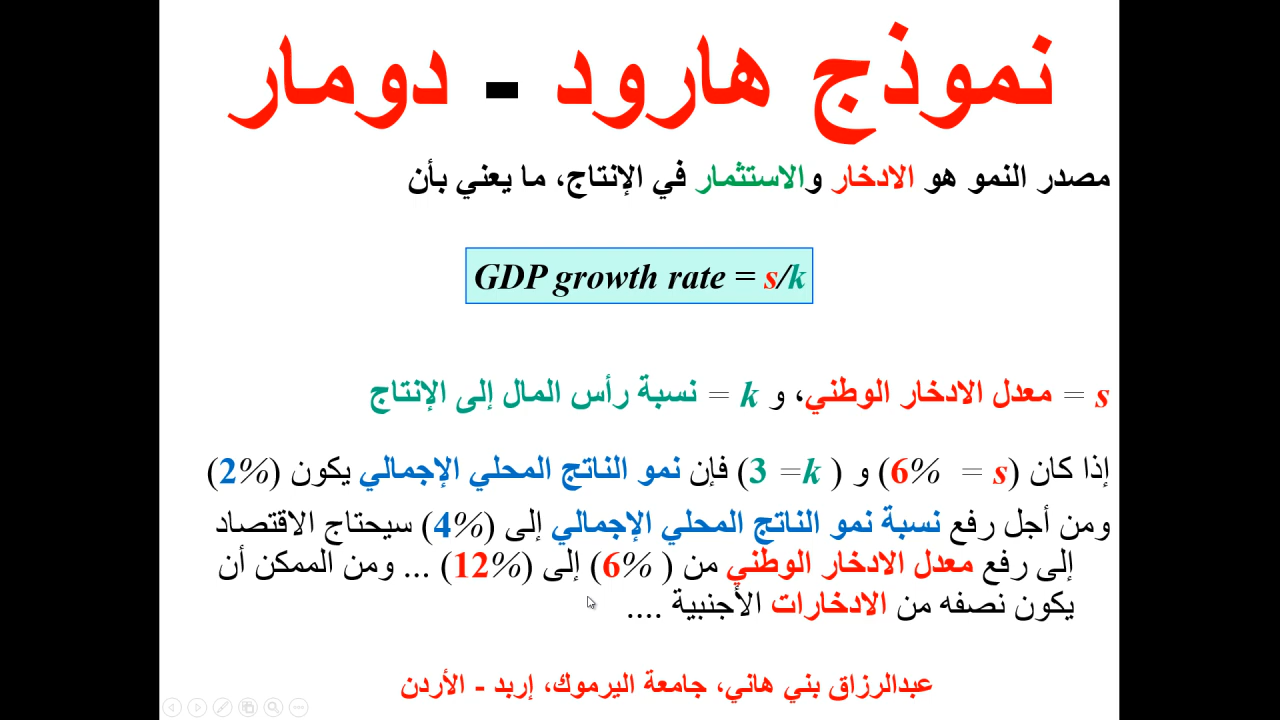 نموذج هارود - دومار
مصدر النمو هو الادخار والاستثمار في الإنتاج، ما يعني بأن
GDP growth rate = s/k
s = معدل الادخار الوطني، و k = نسبة رأس المال إلى الإنتاج
إذا كان (s = 6%) و (k= 3) فإن نمو الناتج المحلي الإجمالي يكون (2%)
ومن أجل رفع نسبة نمو الناتج المحلي الإجمالي إلى (4%) سيحتاج الاقتصاد
إلى رفع معدل الادخار الوطني من (6%) إلى (12%) ... ومن الممكن أن
يكون نصفه من الادخارات الأجنبية ....
عبدالرزاق بني هاني، جامعة اليرموك، إربد - الأردن